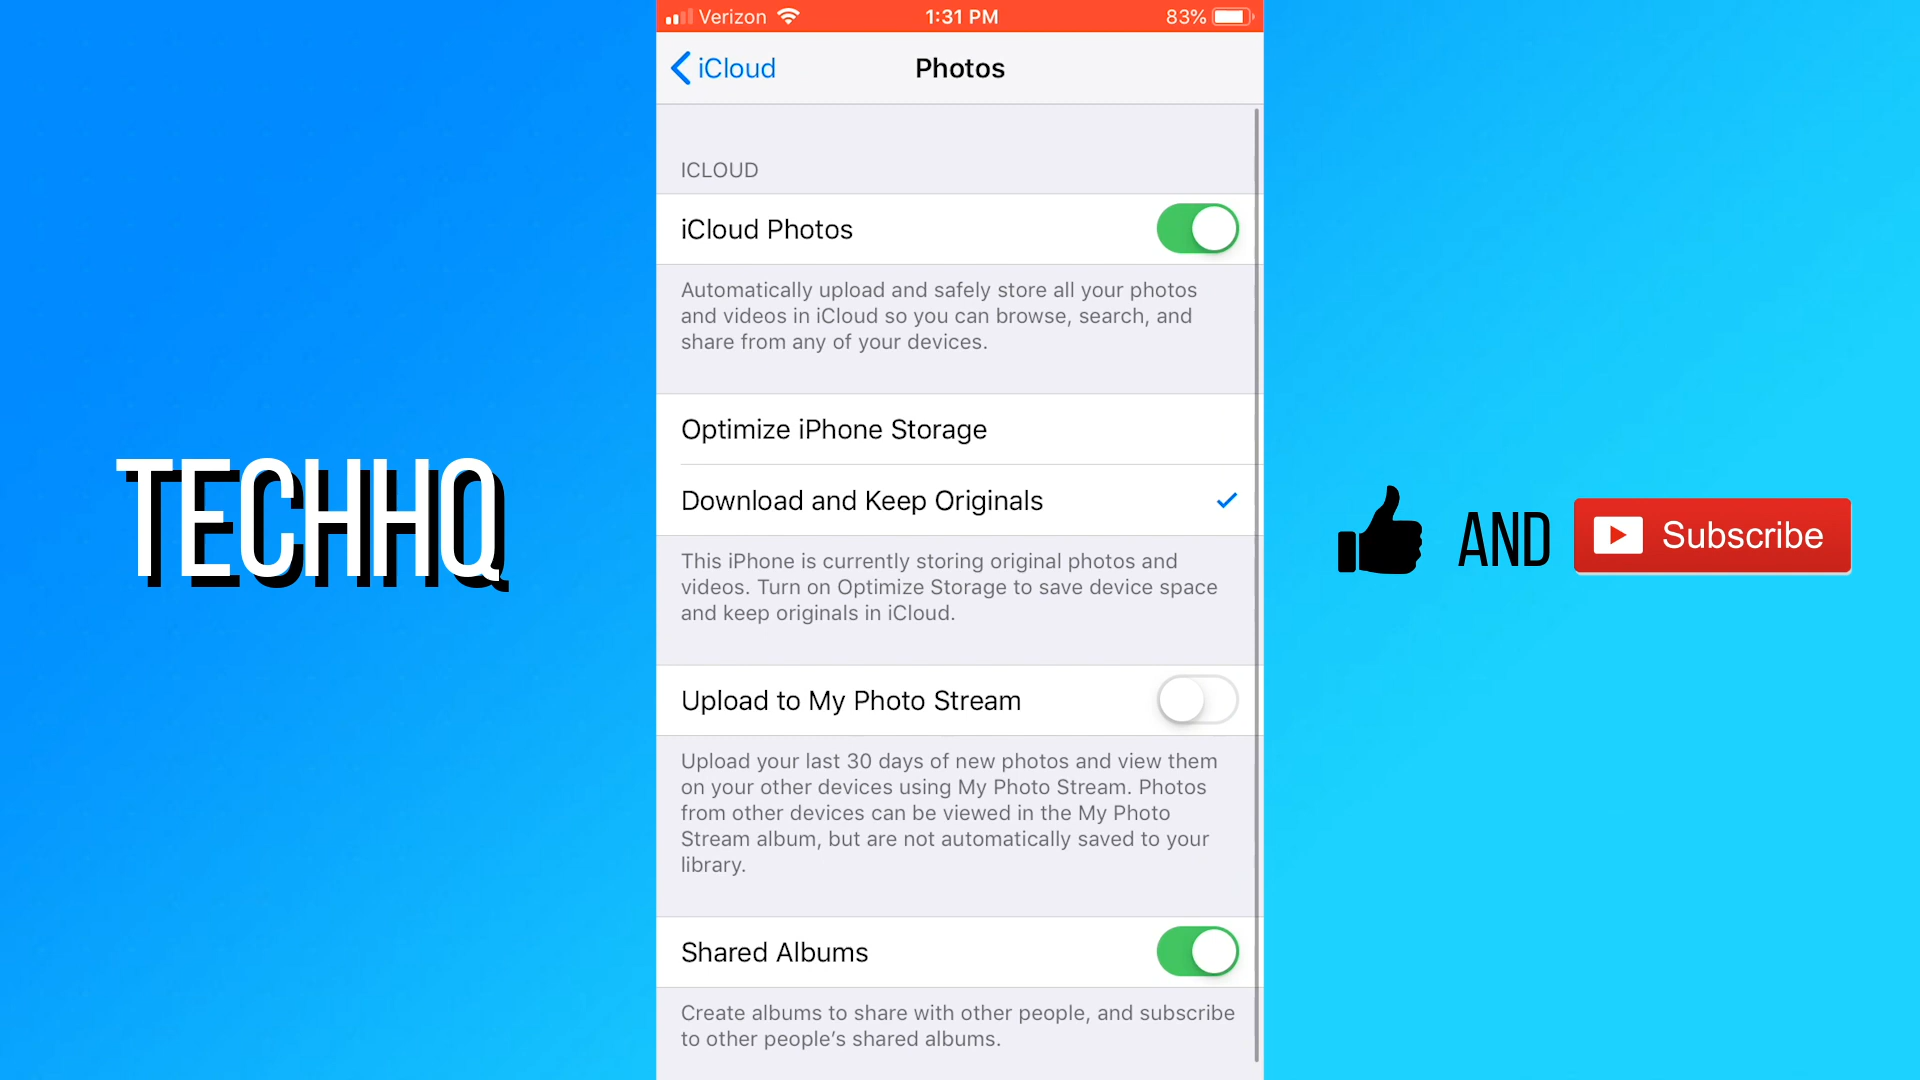 Verizon 1:31 PM 83%
iCloud Photos
ICLOUD
iCloud Photos
Automatically upload and safely store all your photos
and videos in iCloud so you can browse, search, and
share from any of your devices.
Optimize iPhone Storage
Download and Keep Originals
This iPhone is currently storing original photos and
videos. Turn on Optimize Storage to save device space
and keep originals in iCloud.
Upload to My Photo Stream
Upload your last 30 days of new photos and view them
on your other devices using My Photo Stream. Photos
from other devices can be viewed in the My Photo
Stream album, but are not automatically saved to your
library.
Shared Albums
Create albums to share with other people, and subscribe
to other people’s shared albums.
TECHHQ
AND Subscribe